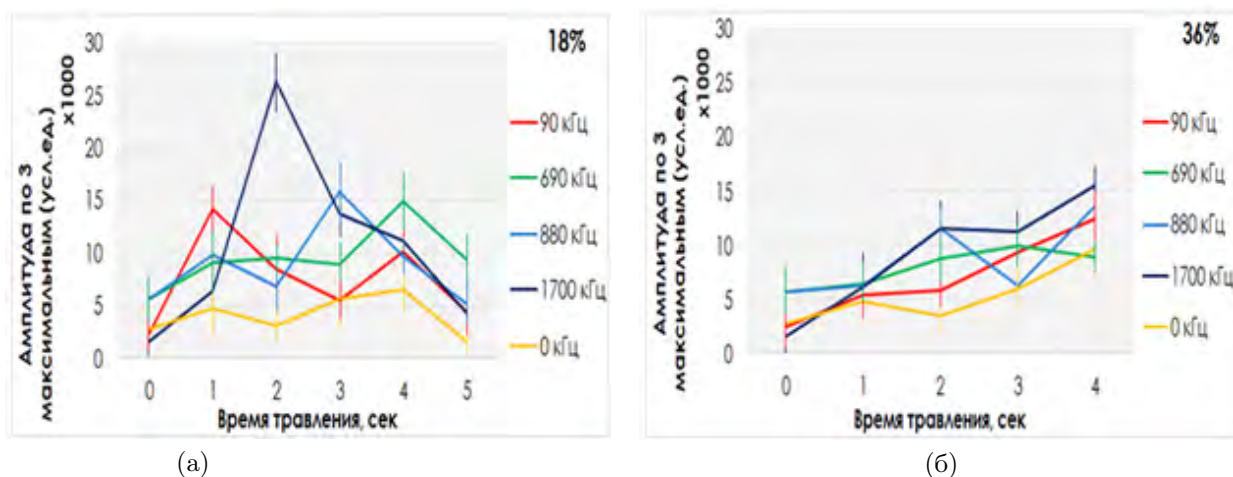 18%
30
25
20
15
10
5
0
Амплитуда по 3
максимальным (усл.ед.)
x1000
0 1 2 3 4 5
Время травления, сек
90 кГц
690 кГц
880 кГц
1700 кГц
0 кГц
(а)
36%
30
25
20
15
10
5
0
Амплитуда по 3
максимальным (усл.ед.)
x1000
0 1 2 3 4
Время травления, сек
90 кГц
690 кГц
880 кГц
1700 кГц
0 кГц
(б)